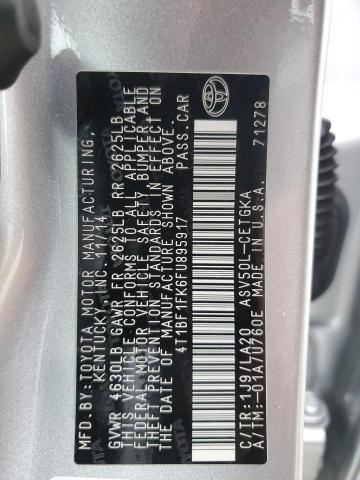 MFD. BY: TOYOTA MOTOR MANUFACTURING,
KENTUCKY, INC. 11/14
GVWR 4630LB GAWR FR 2625LB RR 2625LB
THIS VEHICLE CONFORMS TO ALL APPLICABLE
FEDERAL MOTOR VEHICLE SAFETY, BUMPER, AND
THEFT PREVENTION STANDARDS IN EFFECT ON
THE DATE OF MANUFACTURE SHOWN ABOVE.
4T1BF1FK6FU895917 PASS.CAR
C/TR:1J9/LA20 ASV50L-CETGKA
A/TM:-01A/U760E MADE IN U.S.A. 71278